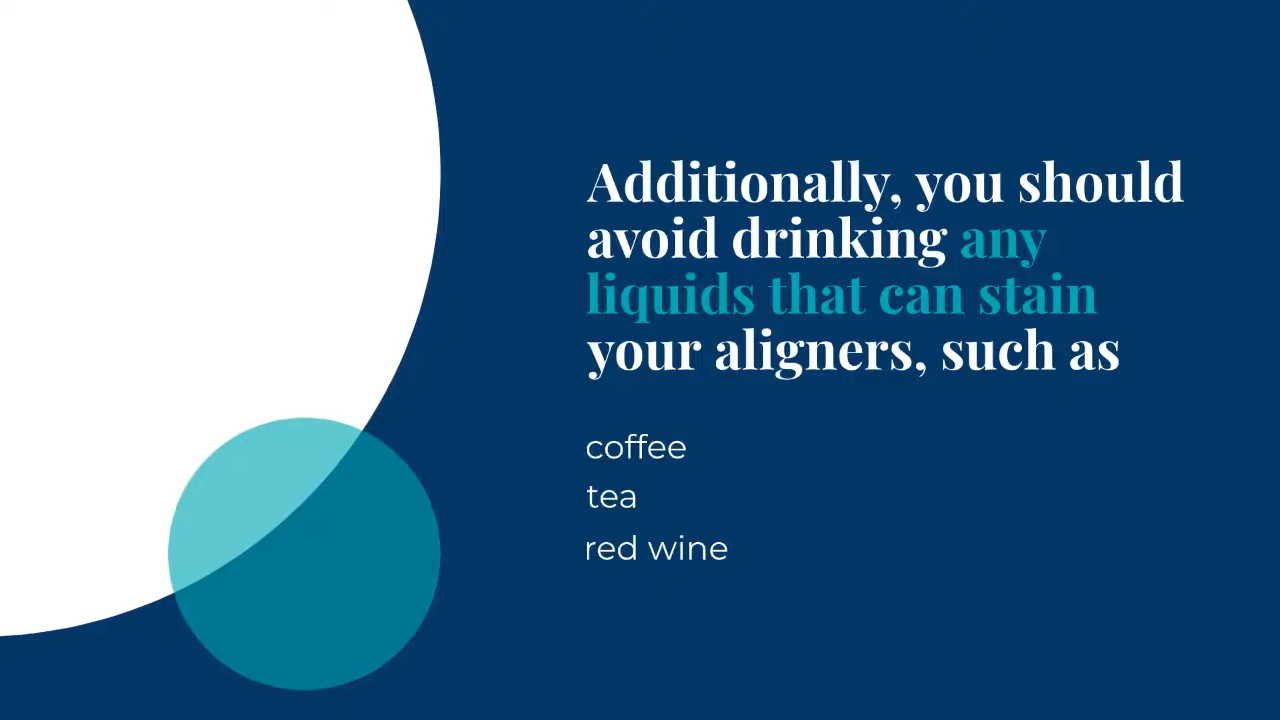 Additionally, you should
avoid drinking any
liquids that can stain
your aligners, such as
coffee
tea
red wine